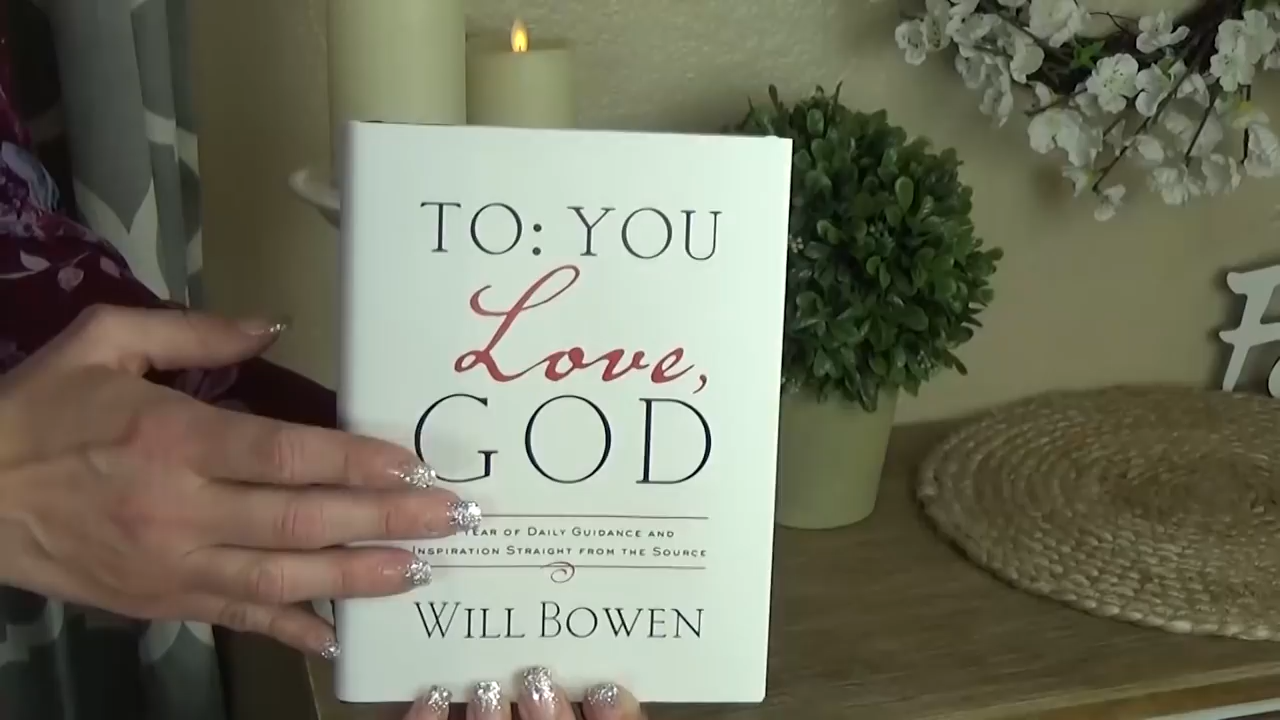 TO: YOU
Love,
GOD
YEAR OF DAILY GUIDANCE AND
INSPIRATION STRAIGHT FROM THE SOURCE
WILL BOWEN
F